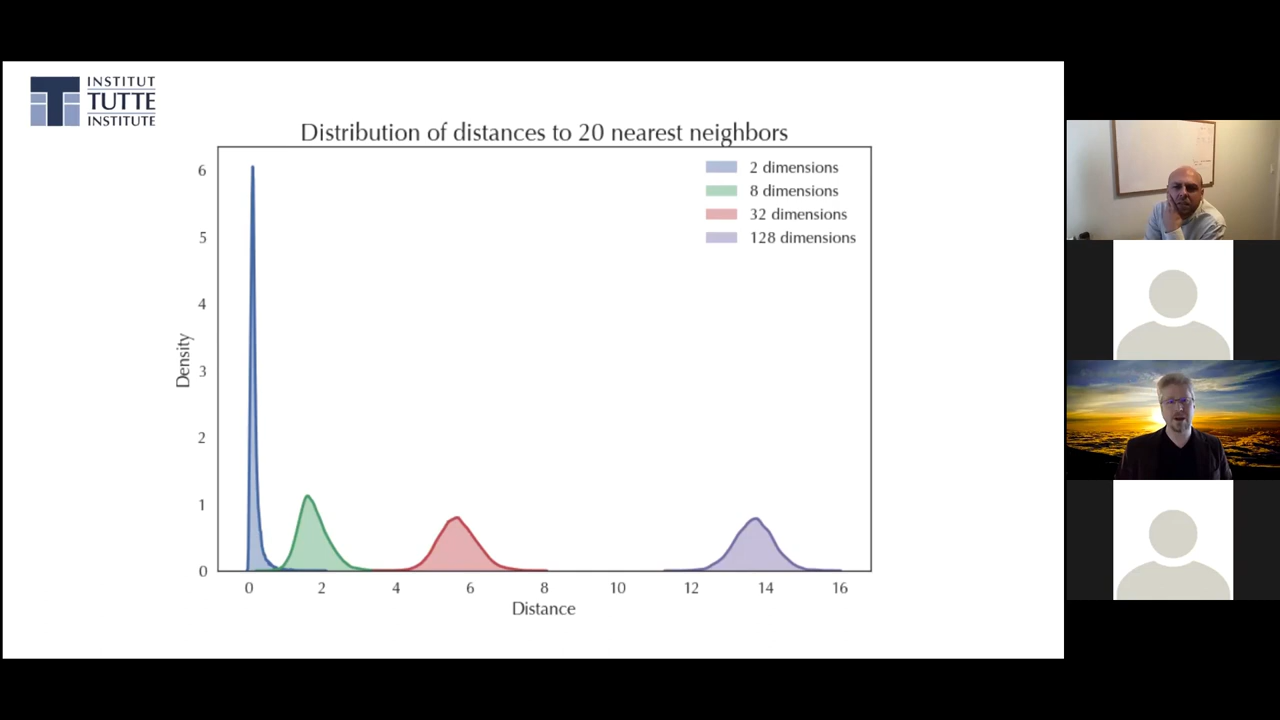 INSTITUT
TUTTE
INSTITUTE
Distribution of distances to 20 nearest neighbors
2 dimensions
8 dimensions
32 dimensions
128 dimensions
6
5
4
3
2
1
0
Density
0 2 4 6 8 10 12 14 16
Distance